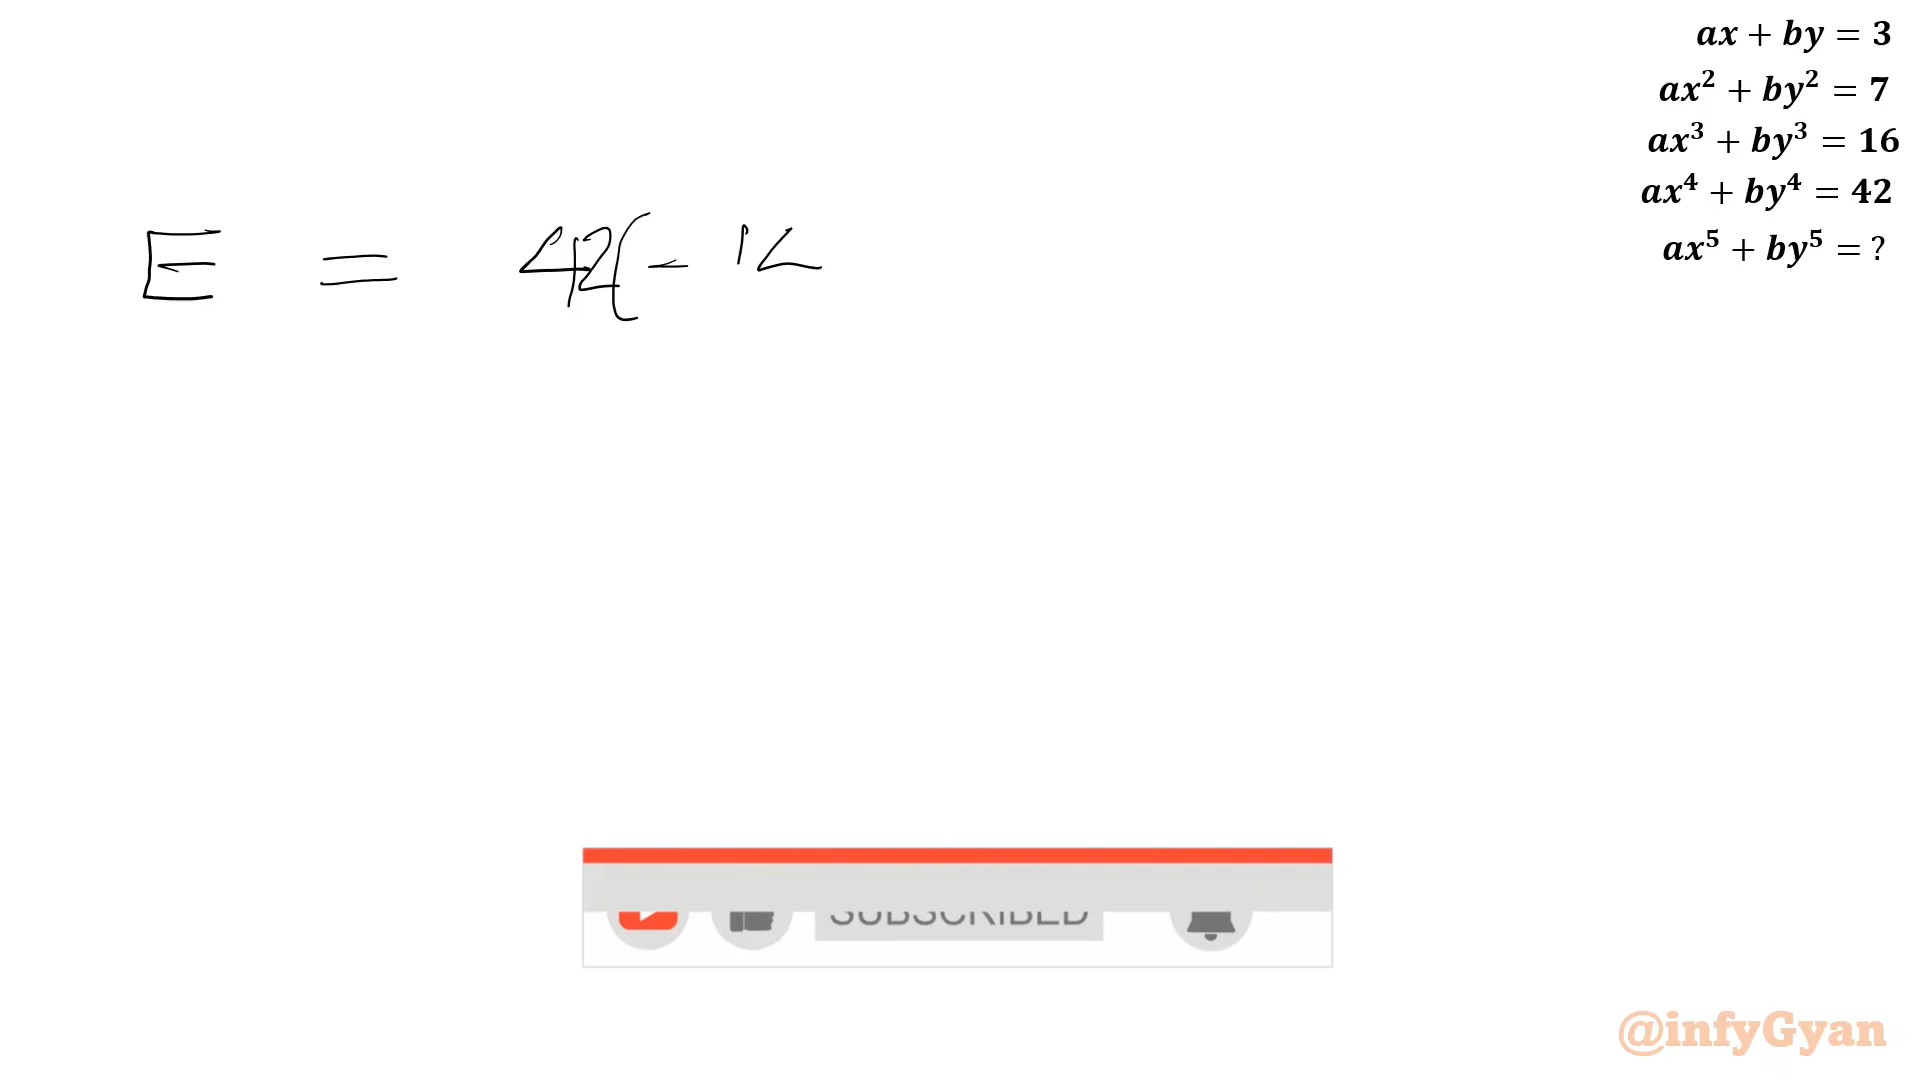 ax + by = 3
ax² + by² = 7
ax³ + by³ = 16
ax⁴ + by⁴ = 42
ax⁵ + by⁵ = ?
E = 42(- 14
SUBSCRIBED
@infyGyan